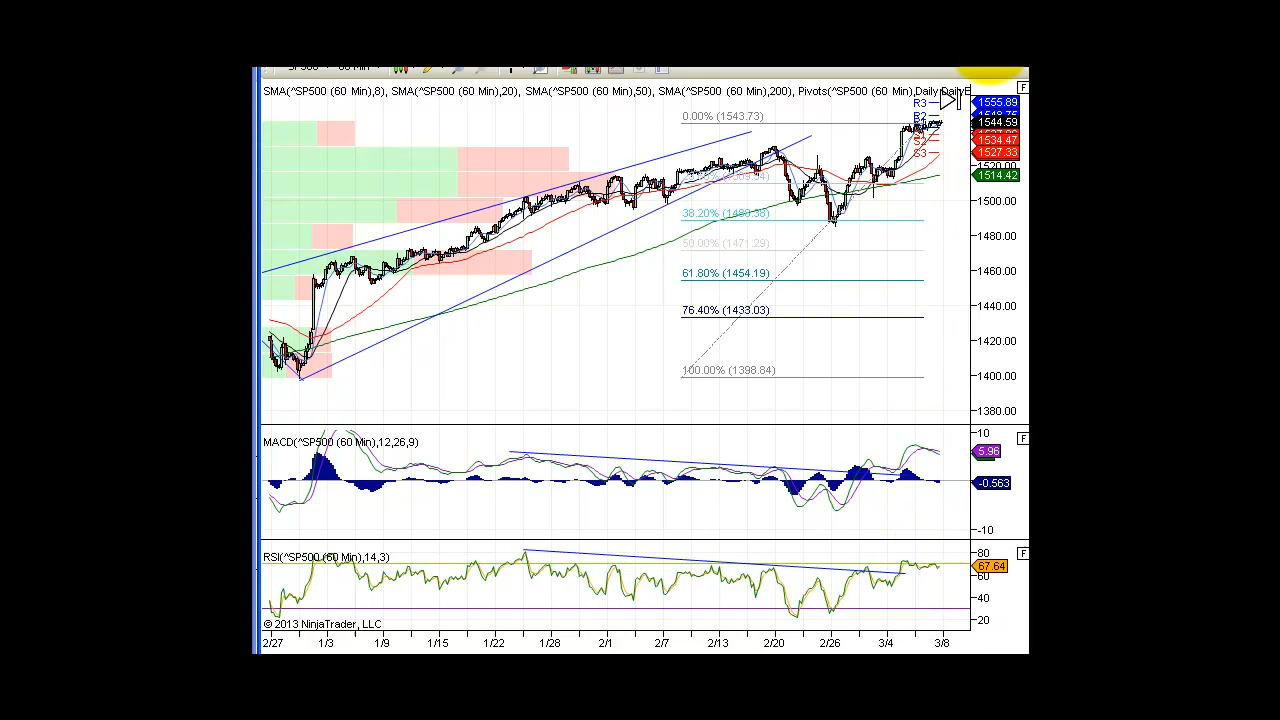 SMA(^SP500 (60 Min),8), SMA(^SP500 (60 Min),20), SMA(^SP500 (60 Min),50), SMA(^SP500 (60 Min),200), Pivots(^SP500 (60 Min),Daily
F
R3
1555.89
R2
0.00% (1543.73)
1544.59
S2
1534.47
S3
1527.33
1520.00
1514.42
1500.00
38.20% (1489.38)
1480.00
50.00% (1471.29)
1460.00
61.80% (1454.19)
1440.00
76.40% (1433.03)
1420.00
100.00% (1398.84)
1400.00
1380.00
MACD(^SP500 (60 Min),12,26,9)
10
F
5.96
-0.563
-10
RSI(^SP500 (60 Min),14,3)
80
F
67.64
60
40
20
© 2013 NinjaTrader, LLC
2/27 1/3 1/9 1/15 1/22 1/28 2/1 2/7 2/13 2/20 2/26 3/4 3/8